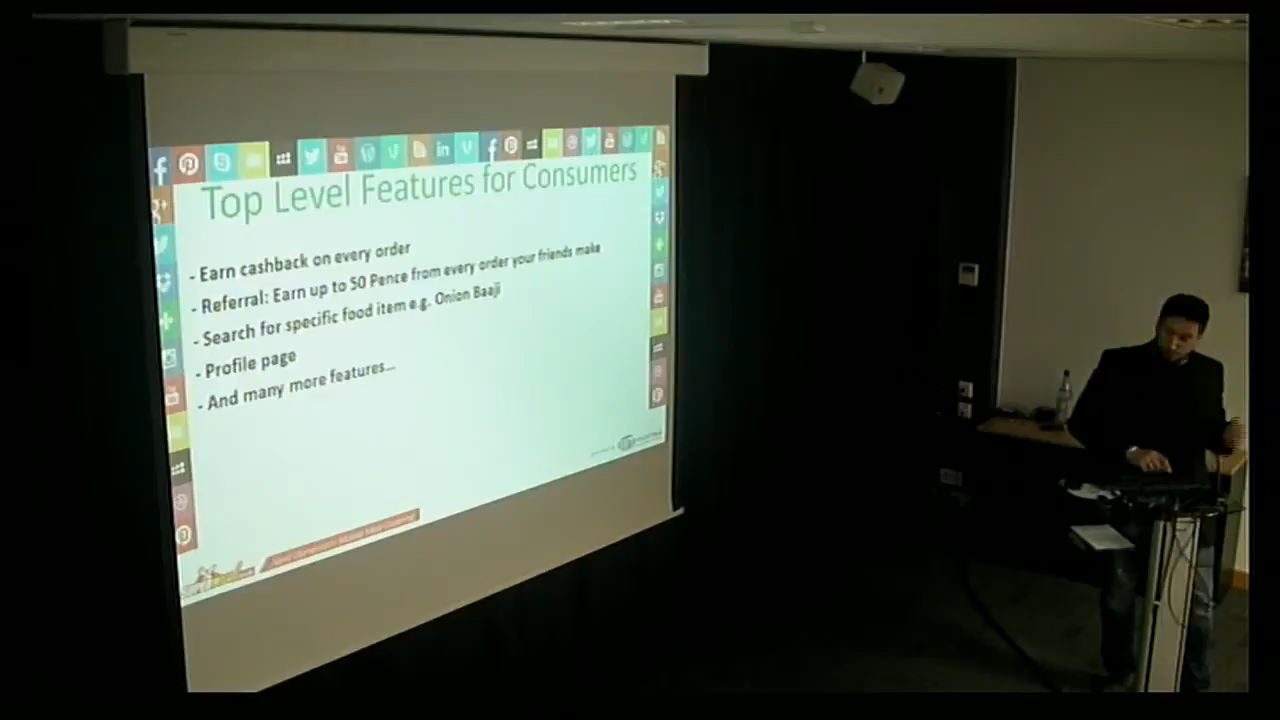 Top Level Features for Consumers
- Earn cashback on every order
- Referral: Earn up to 50 Pence from every order your friends make
- Search for specific food item e.g. Onion Baaji
- Profile page
- And many more features...